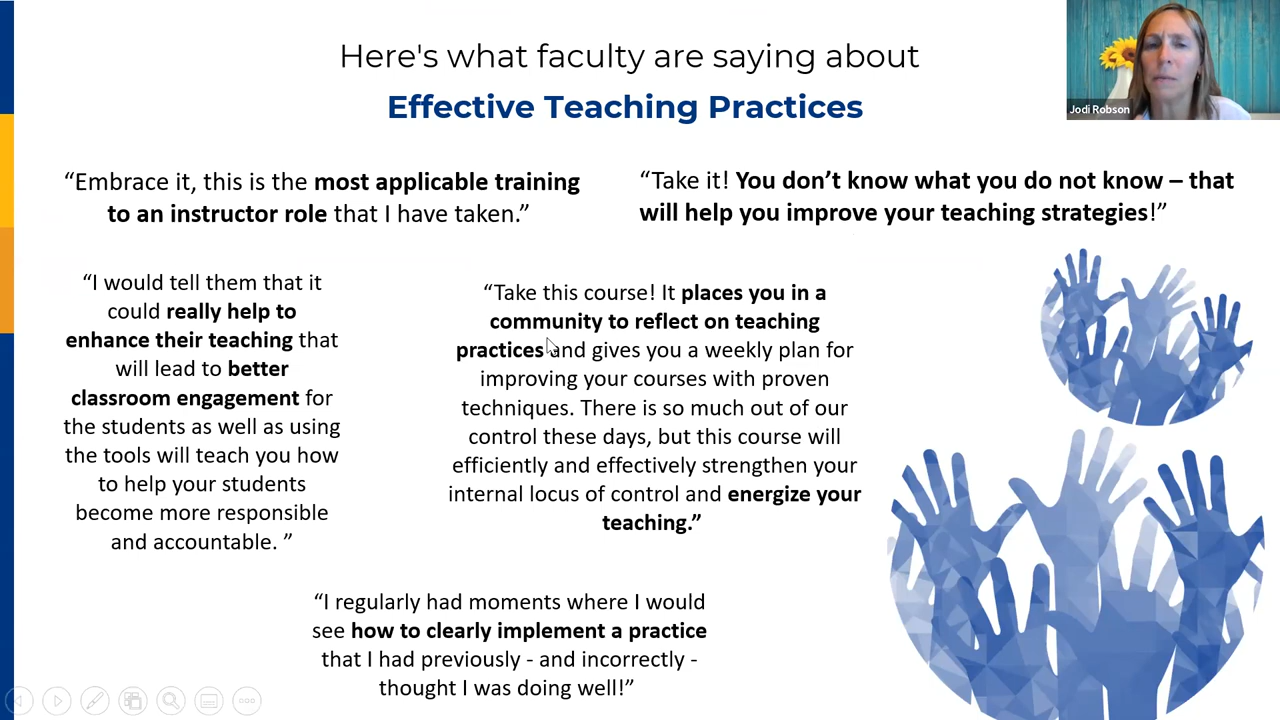 Here's what faculty are saying about
Effective Teaching Practices
Jodi Robson
“Embrace it, this is the most applicable training
to an instructor role that I have taken.”
“Take it! You don’t know what you do not know – that
will help you improve your teaching strategies!”
“I would tell them that it
could really help to
enhance their teaching that
will lead to better
classroom engagement for
the students as well as using
the tools will teach you how
to help your students
become more responsible
and accountable. ”
“Take this course! It places you in a
community to reflect on teaching
practices and gives you a weekly plan for
improving your courses with proven
techniques. There is so much out of our
control these days, but this course will
efficiently and effectively strengthen your
internal locus of control and energize your
teaching.”
“I regularly had moments where I would
see how to clearly implement a practice
that I had previously - and incorrectly -
thought I was doing well!”